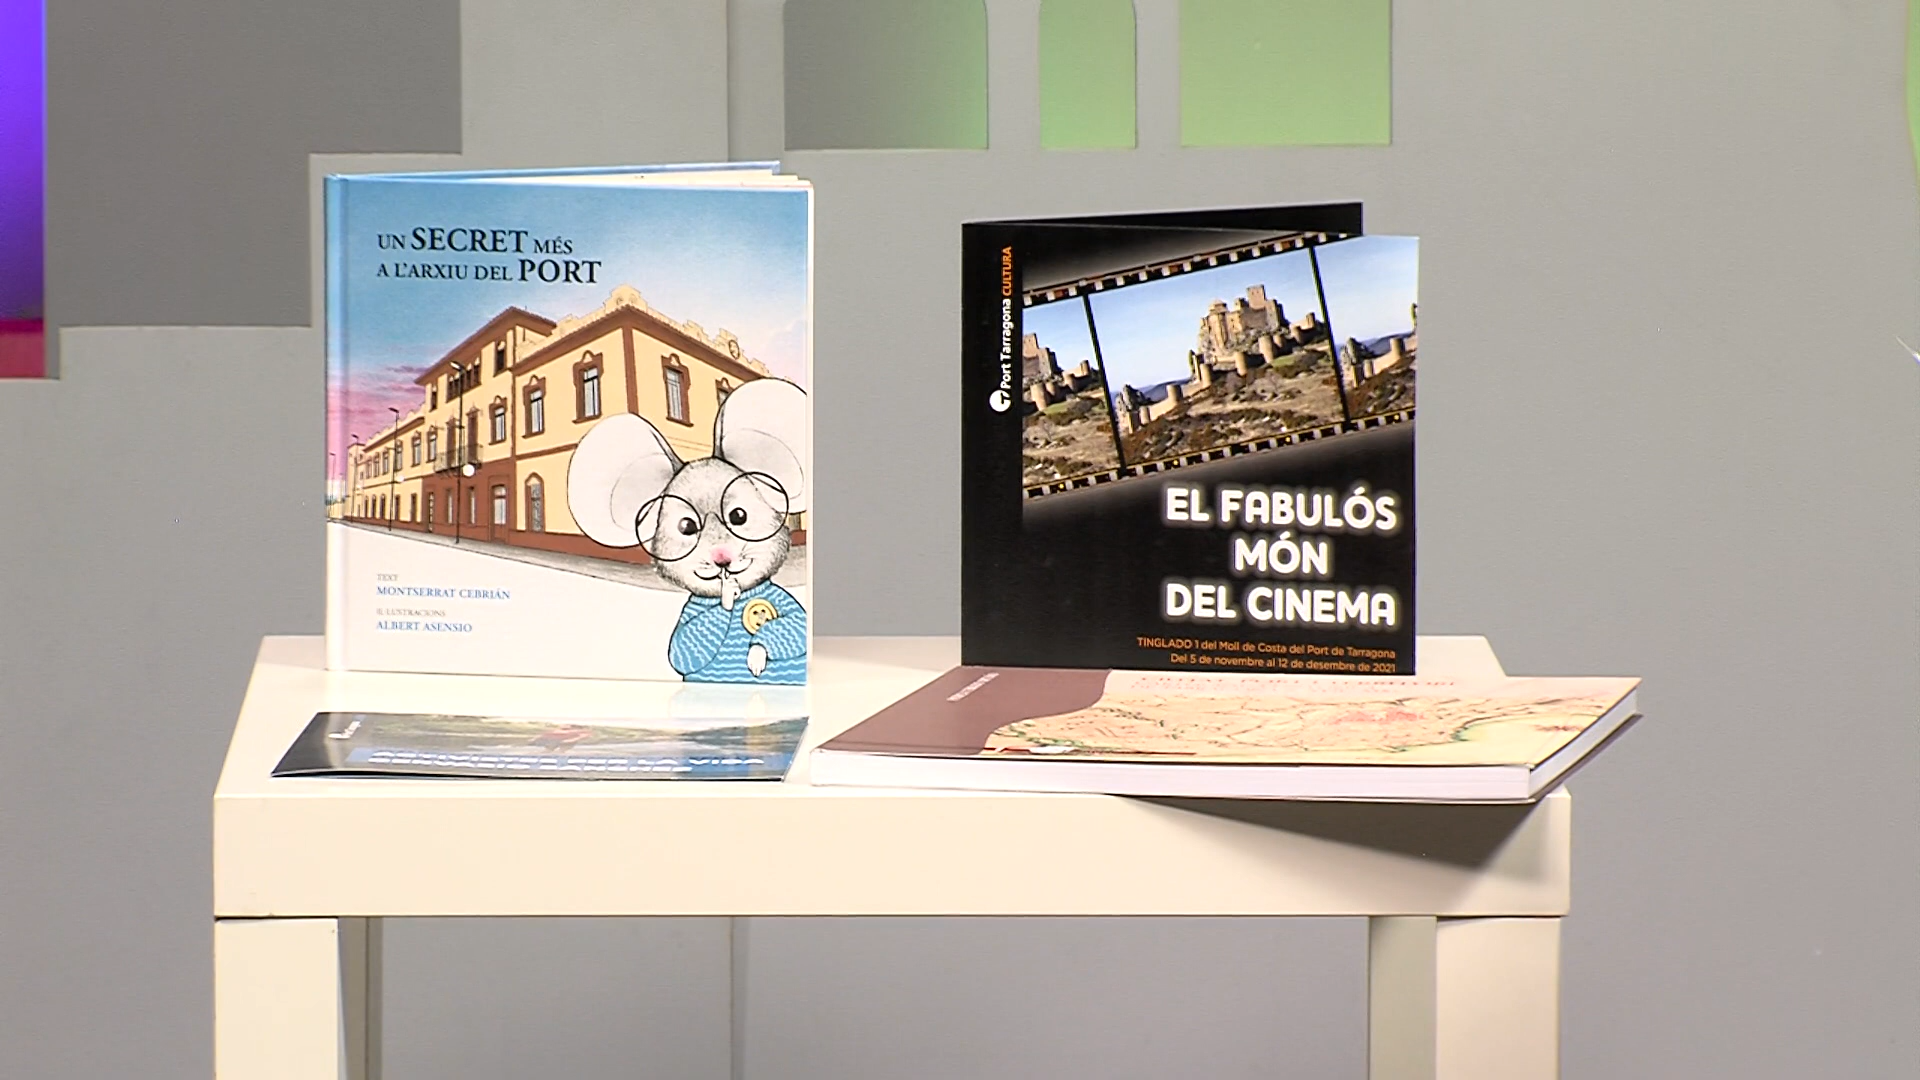 UN SECRET MÉS
A L'ARXIU DEL PORT
TEXT
MONTSERRAT CEBRIÁN
IL·LUSTRACIONS
ALBERT ASENSIO
Port Tarragona CULTURA
EL FABULÓS
MÓN
DEL CINEMA
TINGLADO 1 del Moll de Costa del Port de Tarragona
Del 5 de novembre al 12 de desembre de 2021